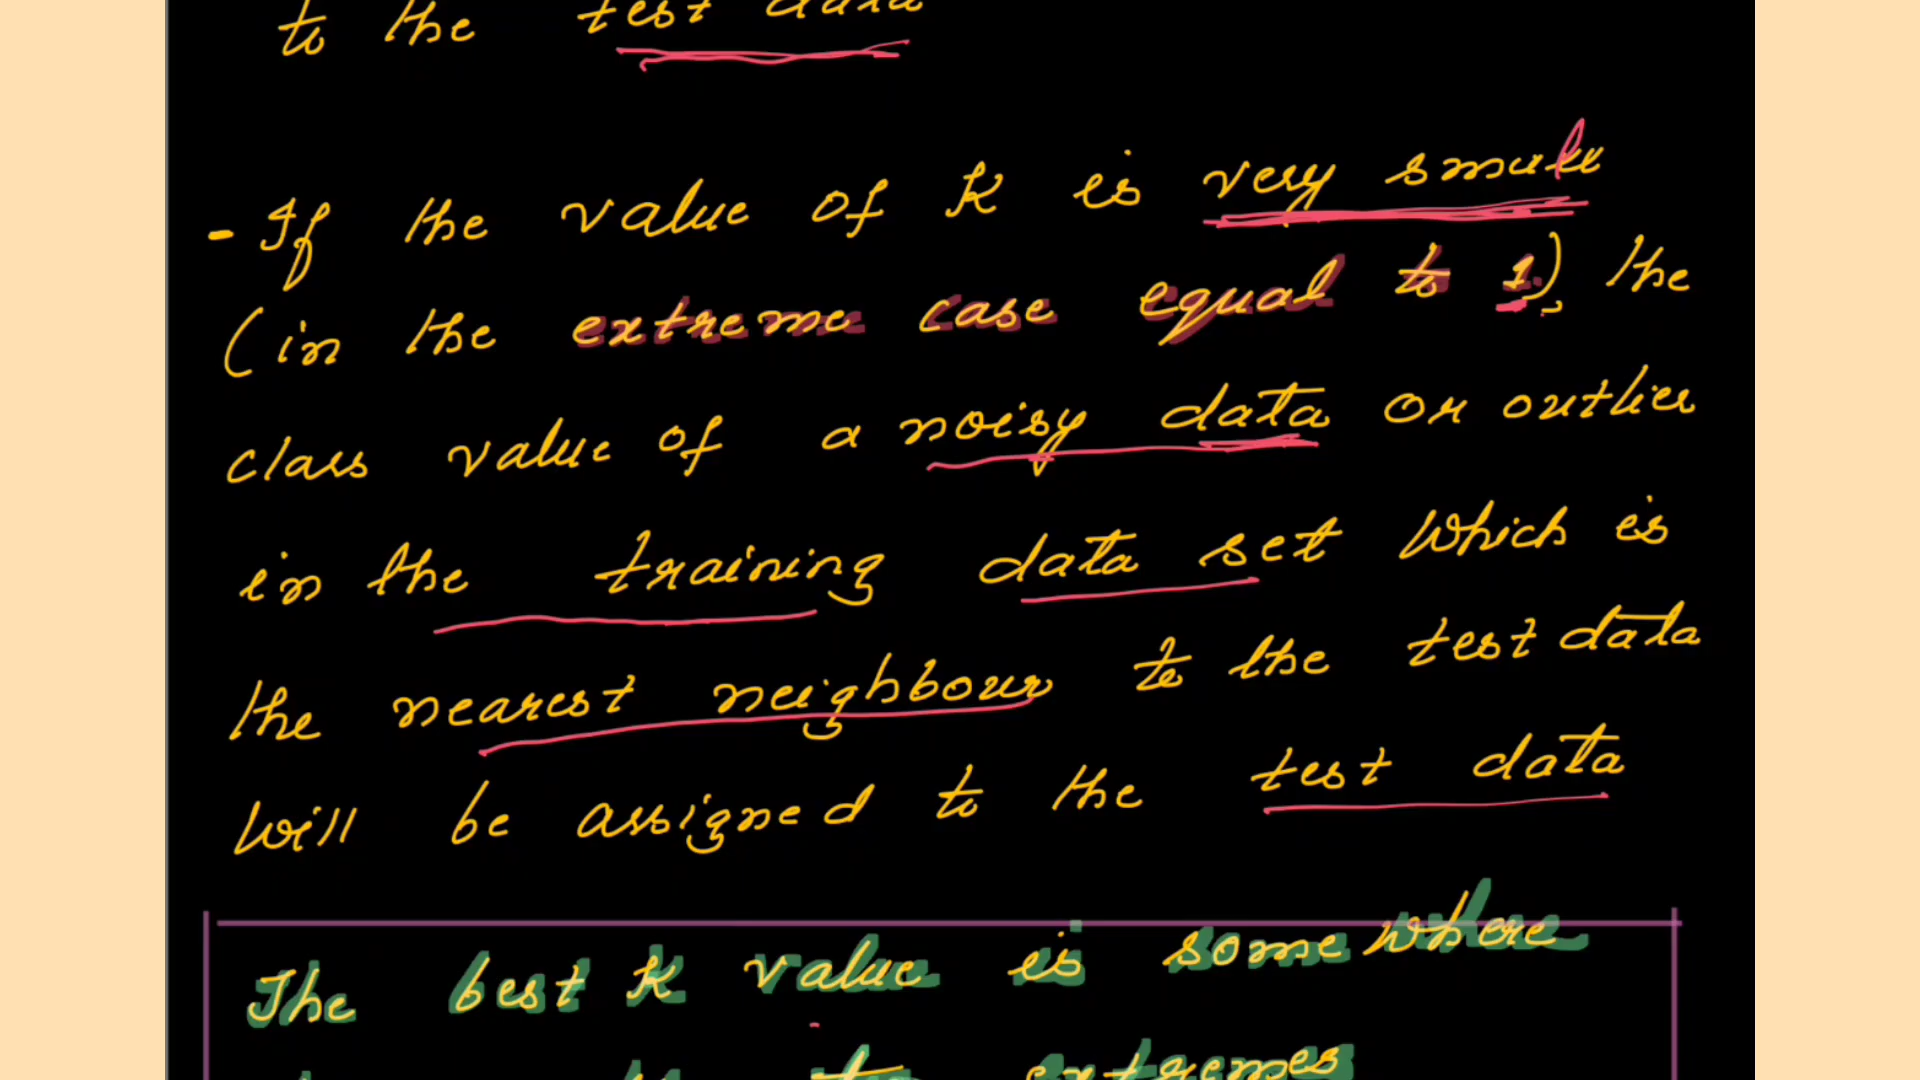 to the test data
- If the value of K is very small
(in the extreme case equal to 1), the
class value of a noisy data or outlier
in the training data set which is
the nearest neighbour to the test data
will be assigned to the test data
The best K value is somewhere
extremes